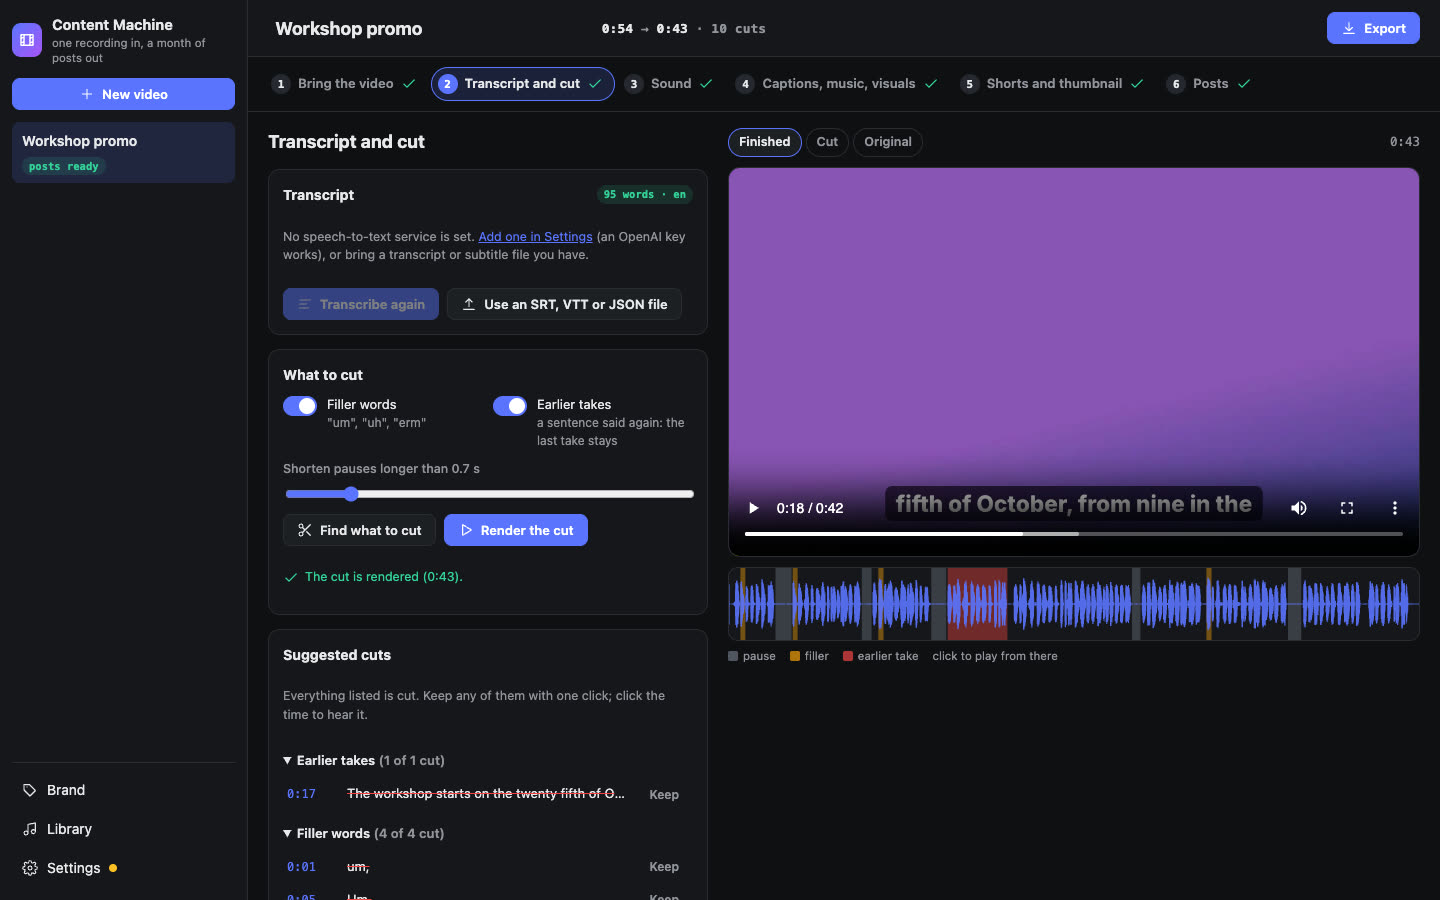 Content Machine
one recording in, a month of
posts out
New video
Workshop promo
posts ready
Brand
Library
Settings
Workshop promo
0:54 → 0:43 · 10 cuts
Export
1 Bring the video
2 Transcript and cut
3 Sound
4 Captions, music, visuals
5 Shorts and thumbnail
6 Posts
Transcript and cut
Transcript
95 words · en
No speech-to-text service is set. Add one in Settings (an OpenAI key
works), or bring a transcript or subtitle file you have.
Transcribe again
Use an SRT, VTT or JSON file
What to cut
Filler words
"um", "uh", "erm"
Earlier takes
a sentence said again: the
last take stays
Shorten pauses longer than 0.7 s
Find what to cut
Render the cut
The cut is rendered (0:43).
Suggested cuts
Everything listed is cut. Keep any of them with one click; click the
time to hear it.
Earlier takes (1 of 1 cut)
0:17 The workshop starts on the twenty fifth of O... Keep
Filler words (4 of 4 cut)
0:01 um, Keep
0:05 Um, Keep
Finished
Cut
Original
0:43
0:18 / 0:42
fifth of October, from nine in the
pause
filler
earlier take
click to play from there